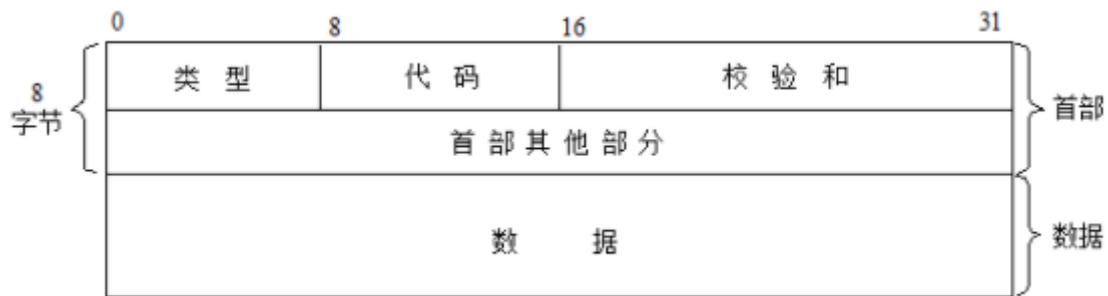 0 8 16 31
类 型 代 码 校 验 和
8
字节
首部
首 部 其 他 部 分
数 据
数据